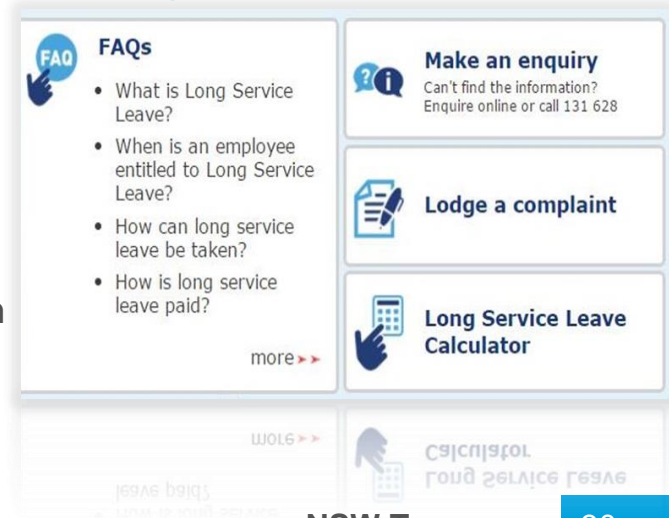 FAQ
FAQs
• What is Long Service
Leave?
• When is an employee
entitled to Long Service
Leave?
• How can long service
leave be taken?
• How is long service
leave paid?
more
Make an enquiry
Can't find the information?
Enquire online or call 131 628
Lodge a complaint
Long Service Leave
Calculator